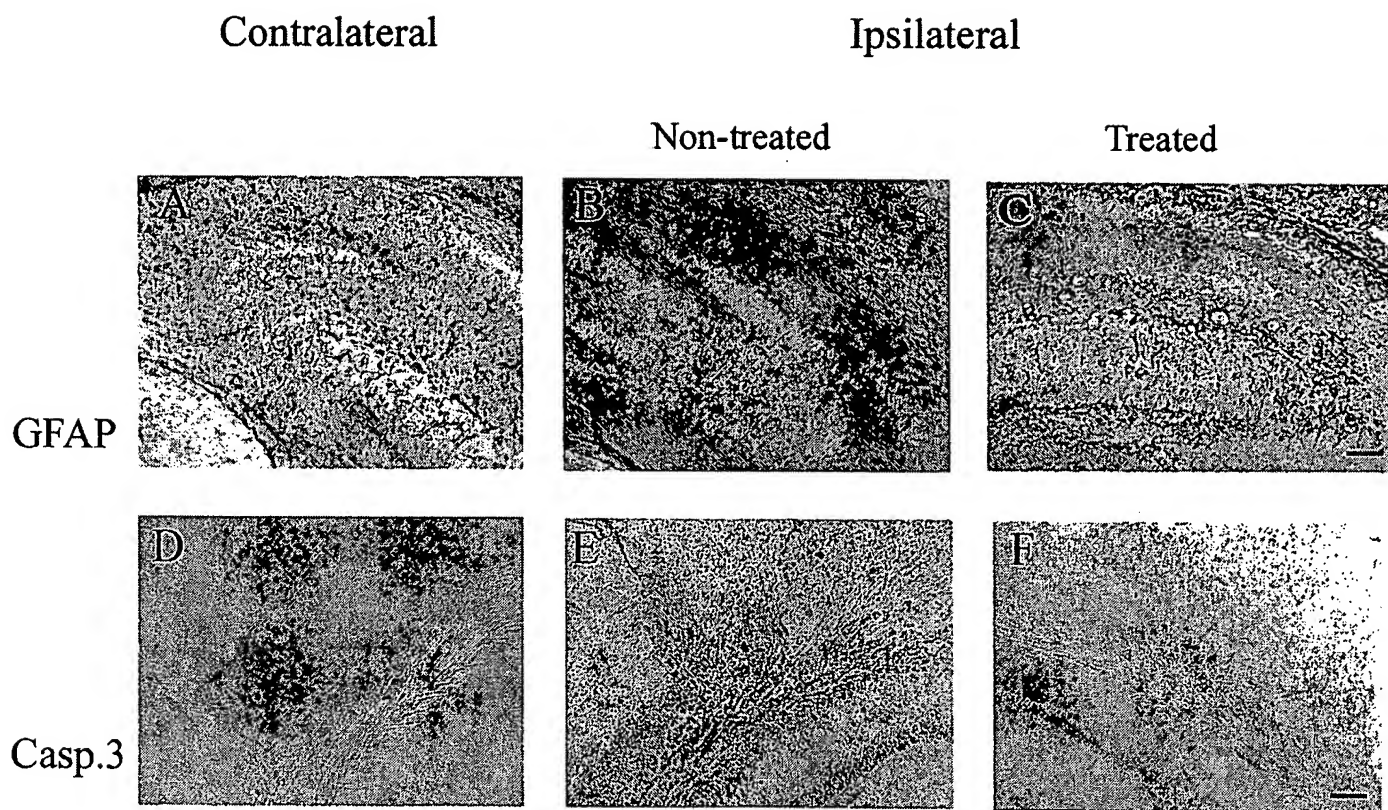 Contralateral
Ipsilateral
Non-treated
Treated
A
B
C
GFAP
D
E
F
Casp.3